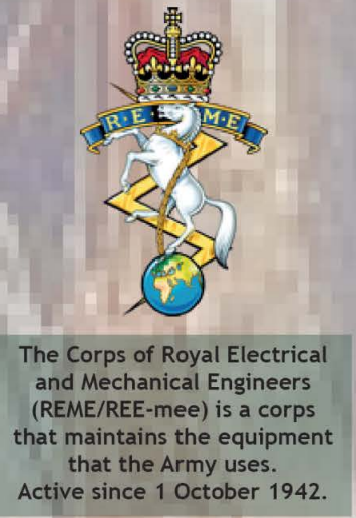 R·E M·E
The Corps of Royal Electrical
and Mechanical Engineers
(REME/REE-mee) is a corps
that maintains the equipment
that the Army uses.
Active since 1 October 1942.